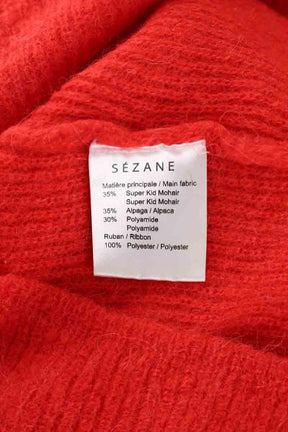 SÉZANE
Matière principale / Main fabric
35% Super Kid Mohair
Super Kid Mohair
35% Alpaga / Alpaca
30% Polyamide
Polyamide
Ruban / Ribbon
100% Polyester / Polyester